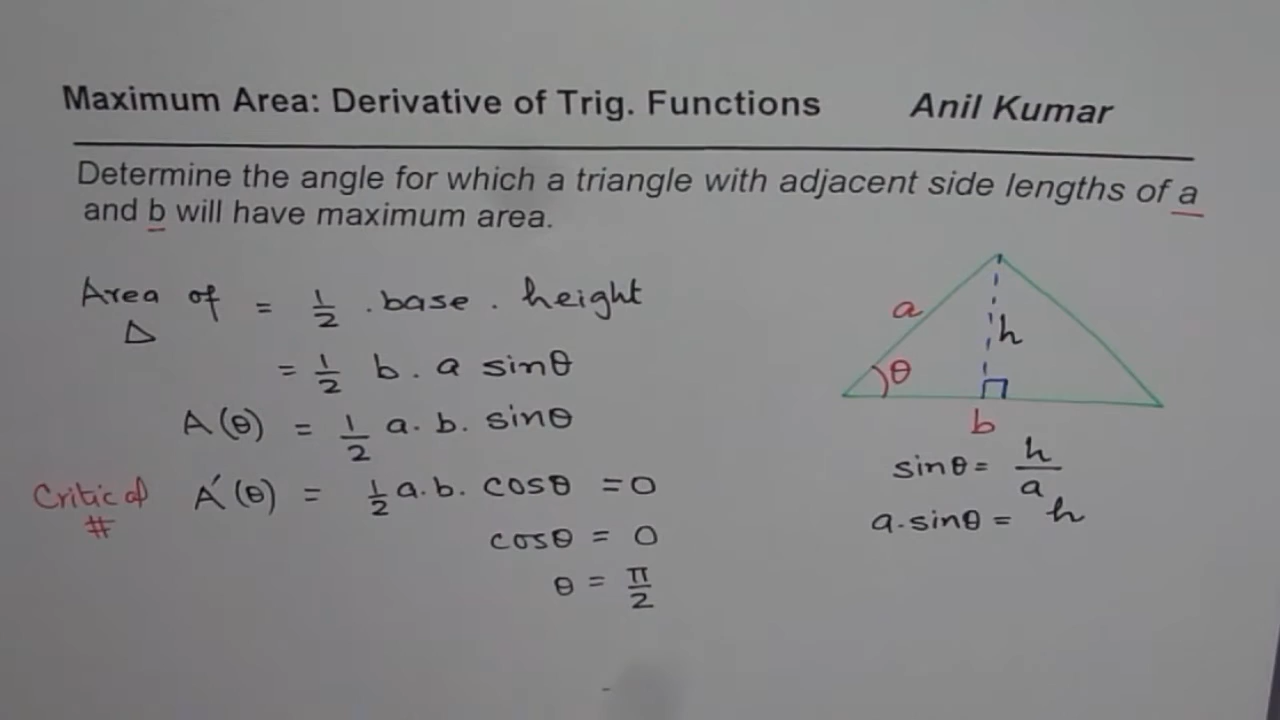 Maximum Area: Derivative of Trig. Functions Anil Kumar
Determine the angle for which a triangle with adjacent side lengths of a
and b will have maximum area.
Area of = 1/2 . base . height
Δ
= 1/2 b . a sinθ
A(θ) = 1/2 a. b. sinθ
Critical # A′(θ) = 1/2 a. b. cosθ = 0
cosθ = 0
θ = π/2
a
h
θ
b
sinθ = h/a
a.sinθ = h